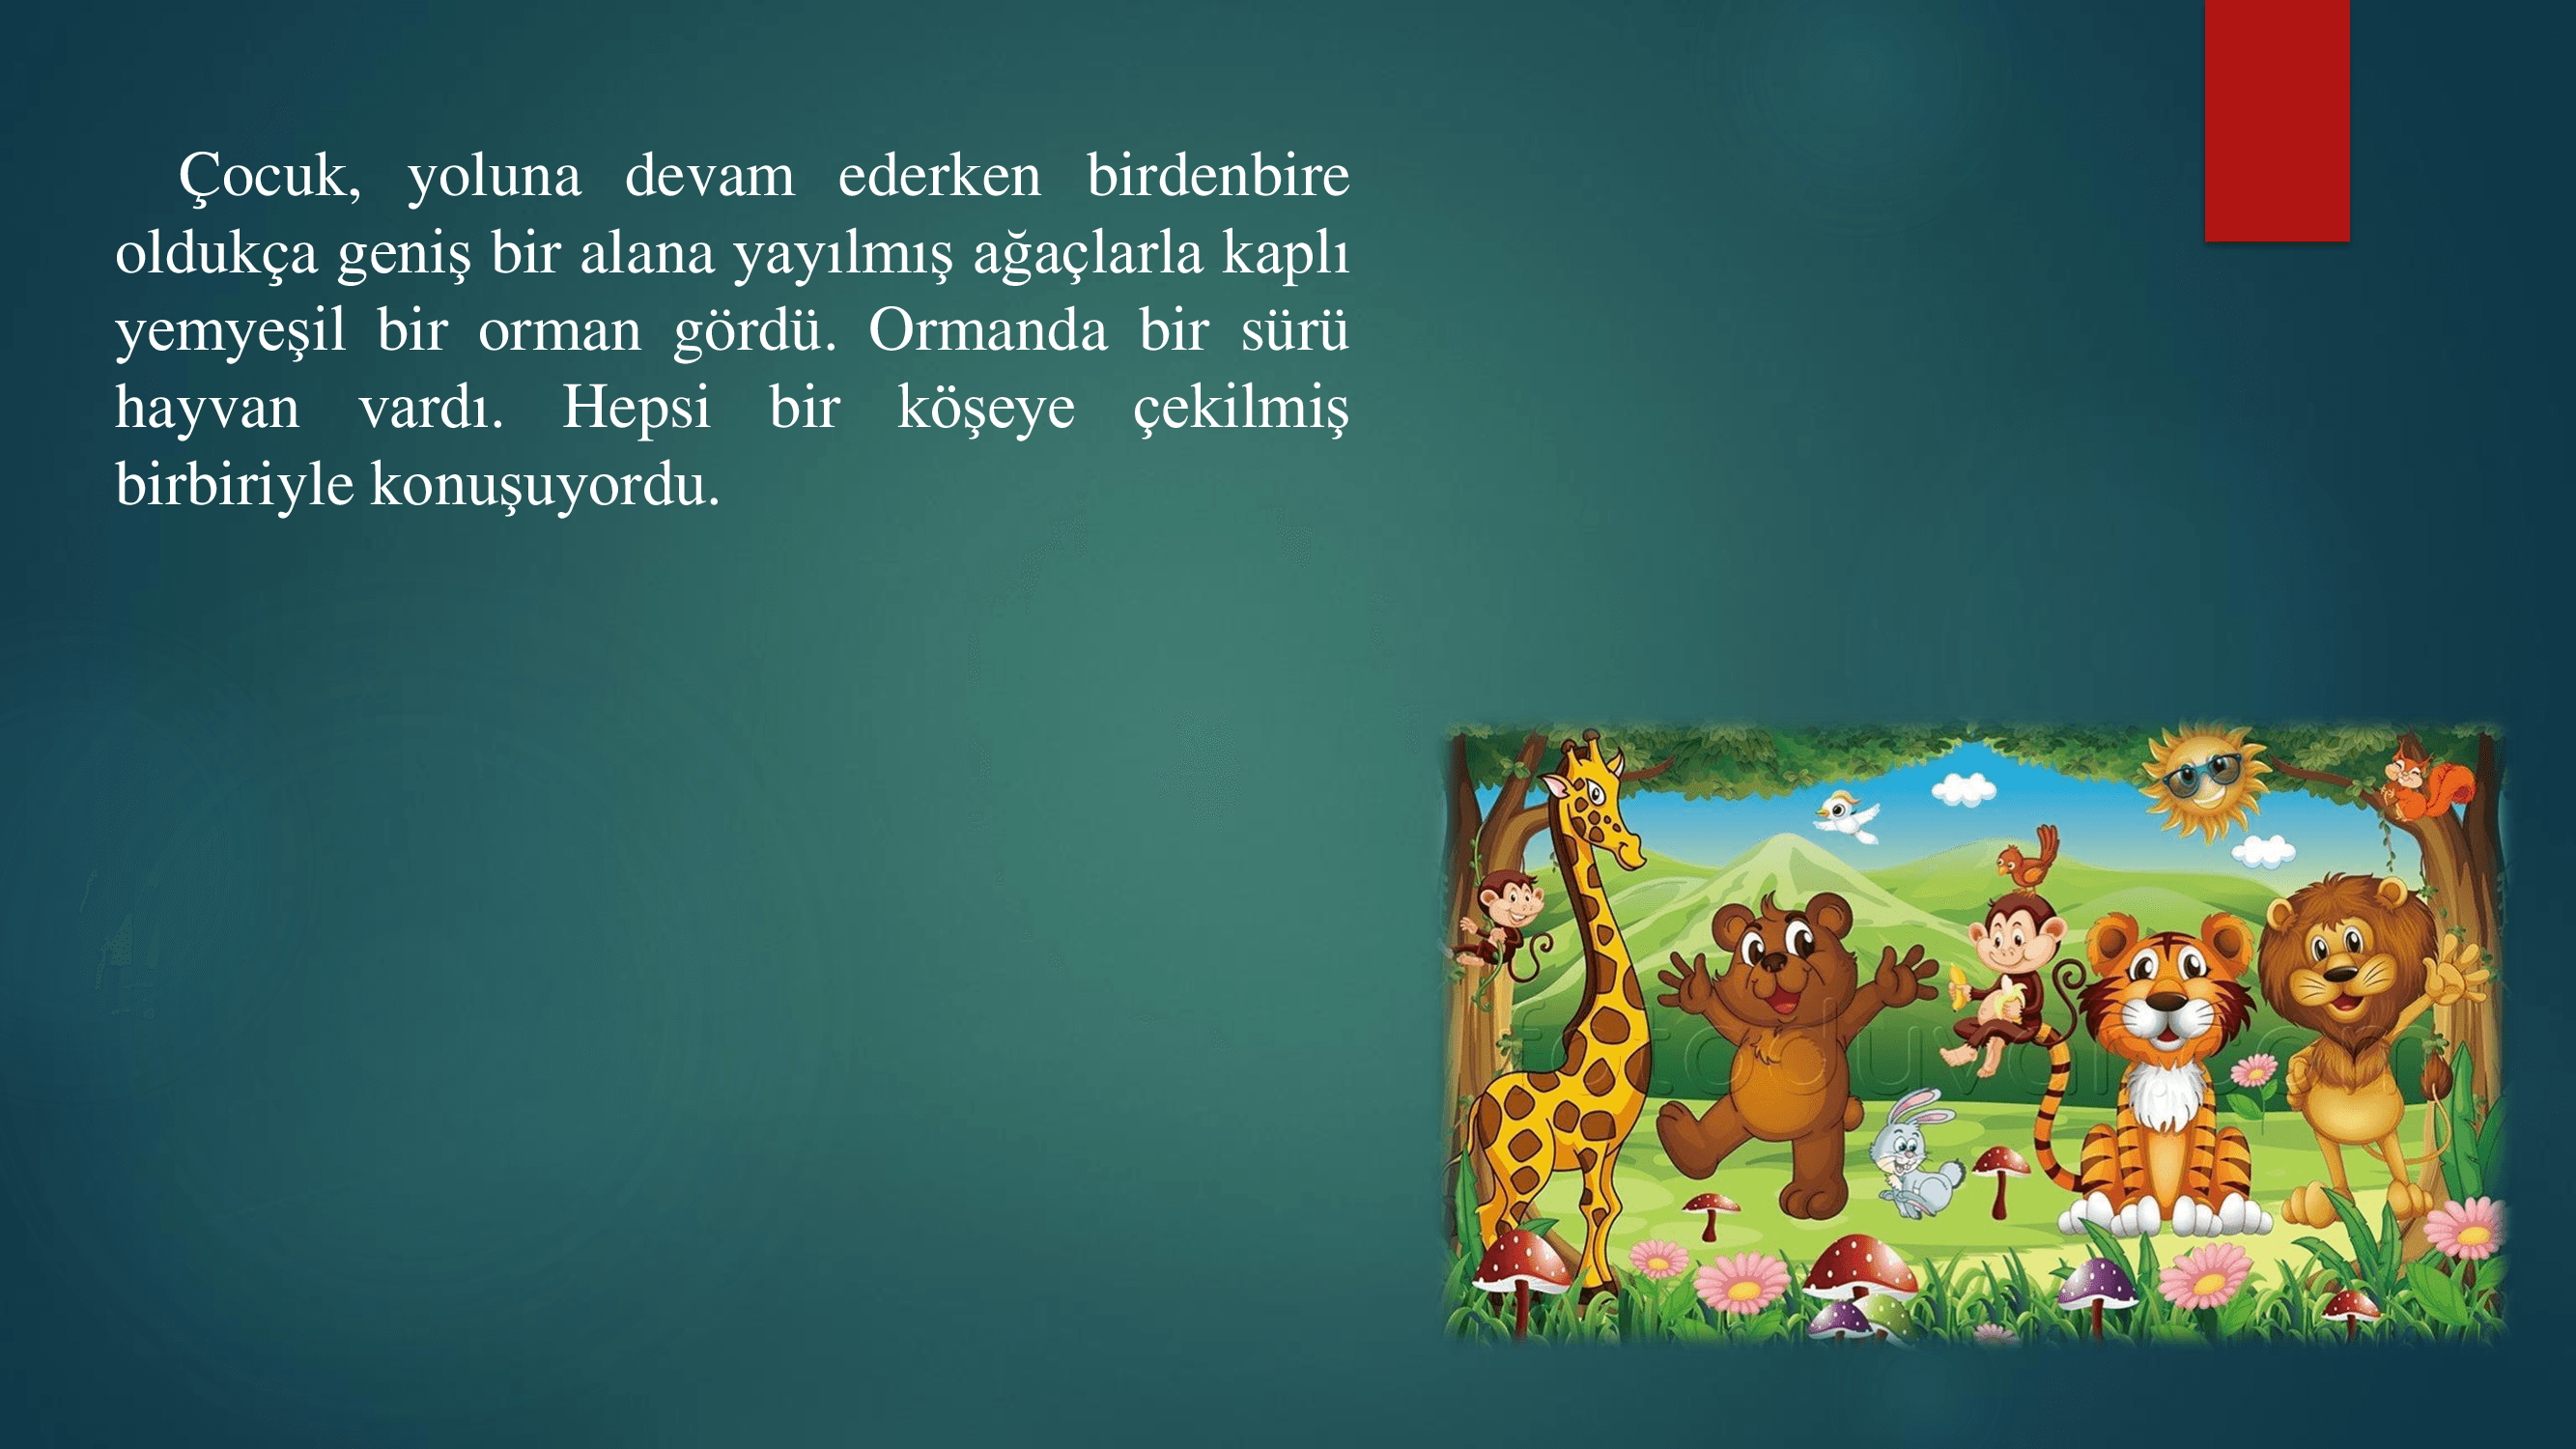 Çocuk, yoluna devam ederken birdenbire
oldukça geniş bir alana yayılmış ağaçlarla kaplı
yemyeşil bir orman gördü. Ormanda bir sürü
hayvan vardı. Hepsi bir köşeye çekilmiş
birbiriyle konuşuyordu.